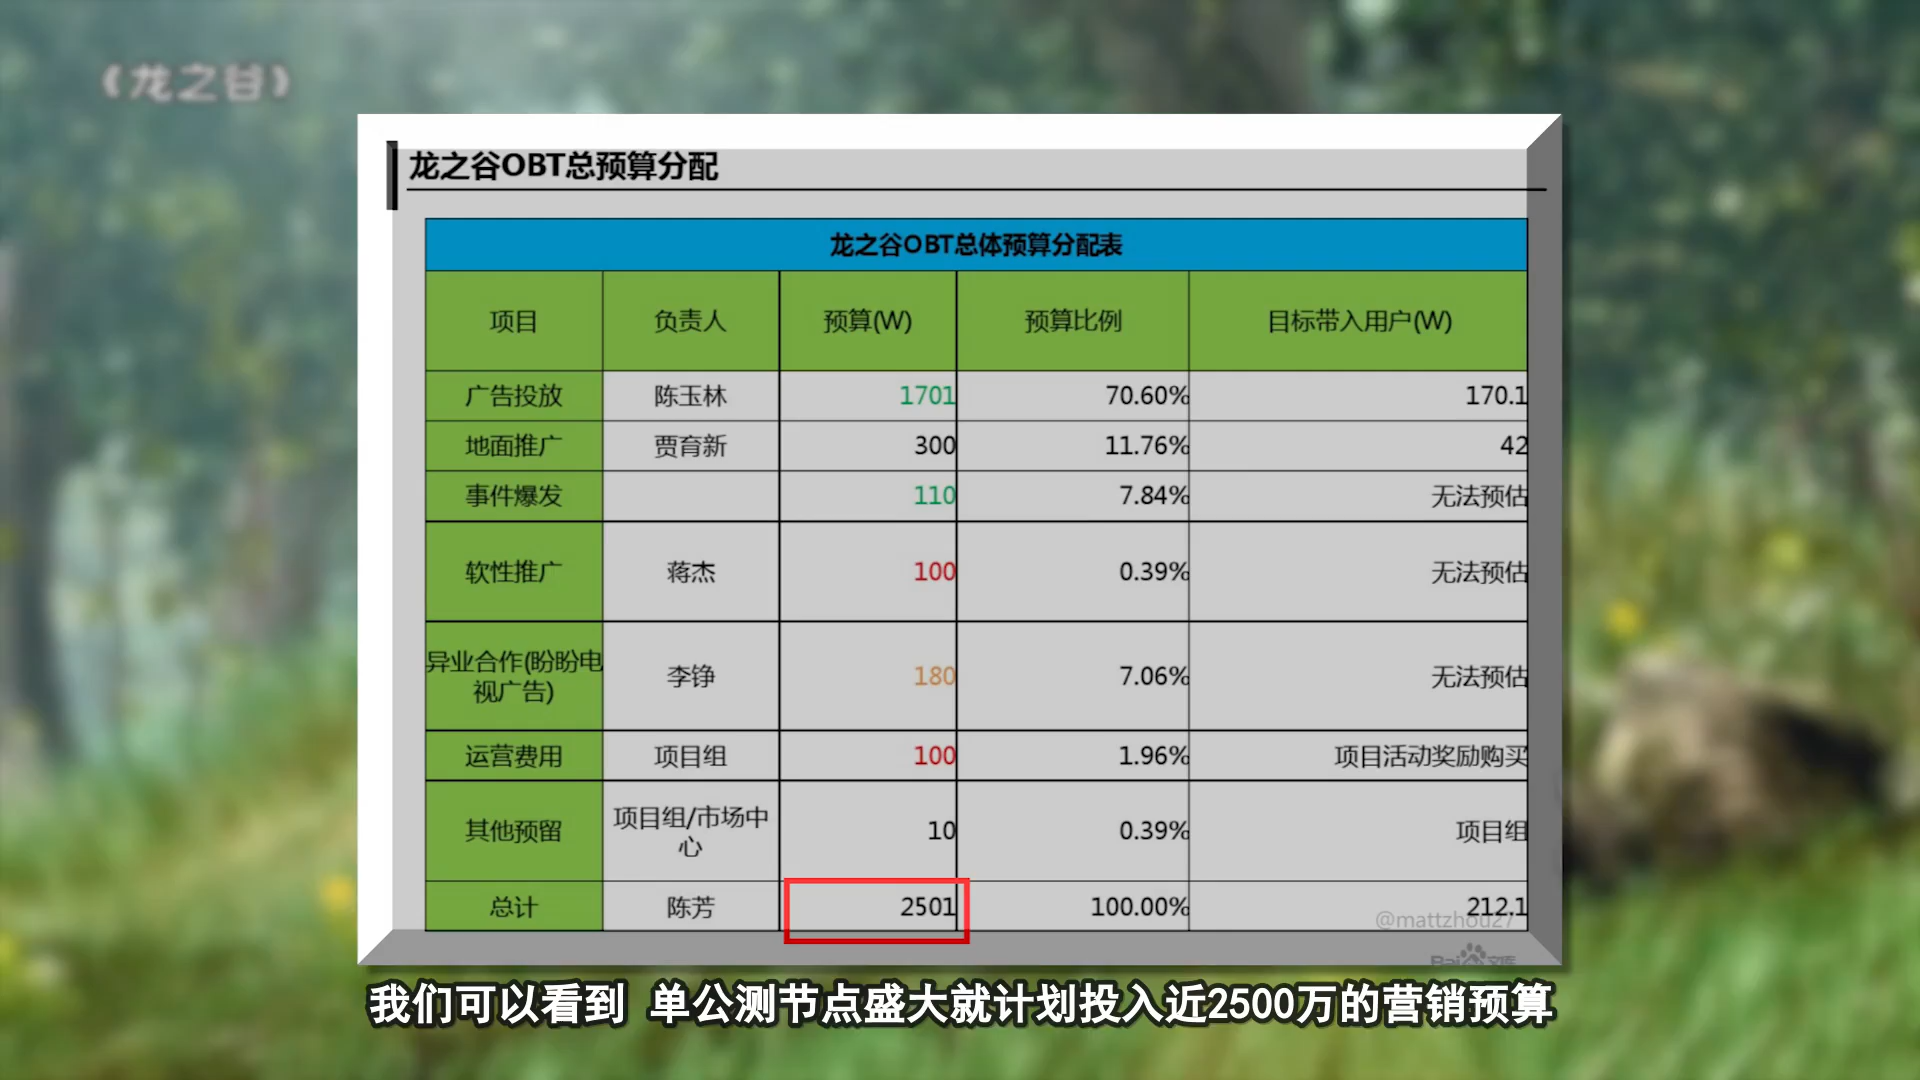 《龙之谷》
龙之谷OBT总预算分配
龙之谷OBT总体预算分配表
项目 负责人 预算(W) 预算比例 目标带入用户(W)
广告投放 陈玉林 1701 70.60% 170.1
地面推广 贾育新 300 11.76% 42
事件爆发 110 7.84% 无法预估
软性推广 蒋杰 100 0.39% 无法预估
异业合作(盼盼电
视广告) 李铮 180 7.06% 无法预估
运营费用 项目组 100 1.96% 项目活动奖励购买
其他预留 项目组/市场中
心 10 0.39% 项目组
总计 陈芳 2501 100.00% 212.1
@mattzhou27
Bai 文库
我们可以看到 单公测节点盛大就计划投入近2500万的营销预算